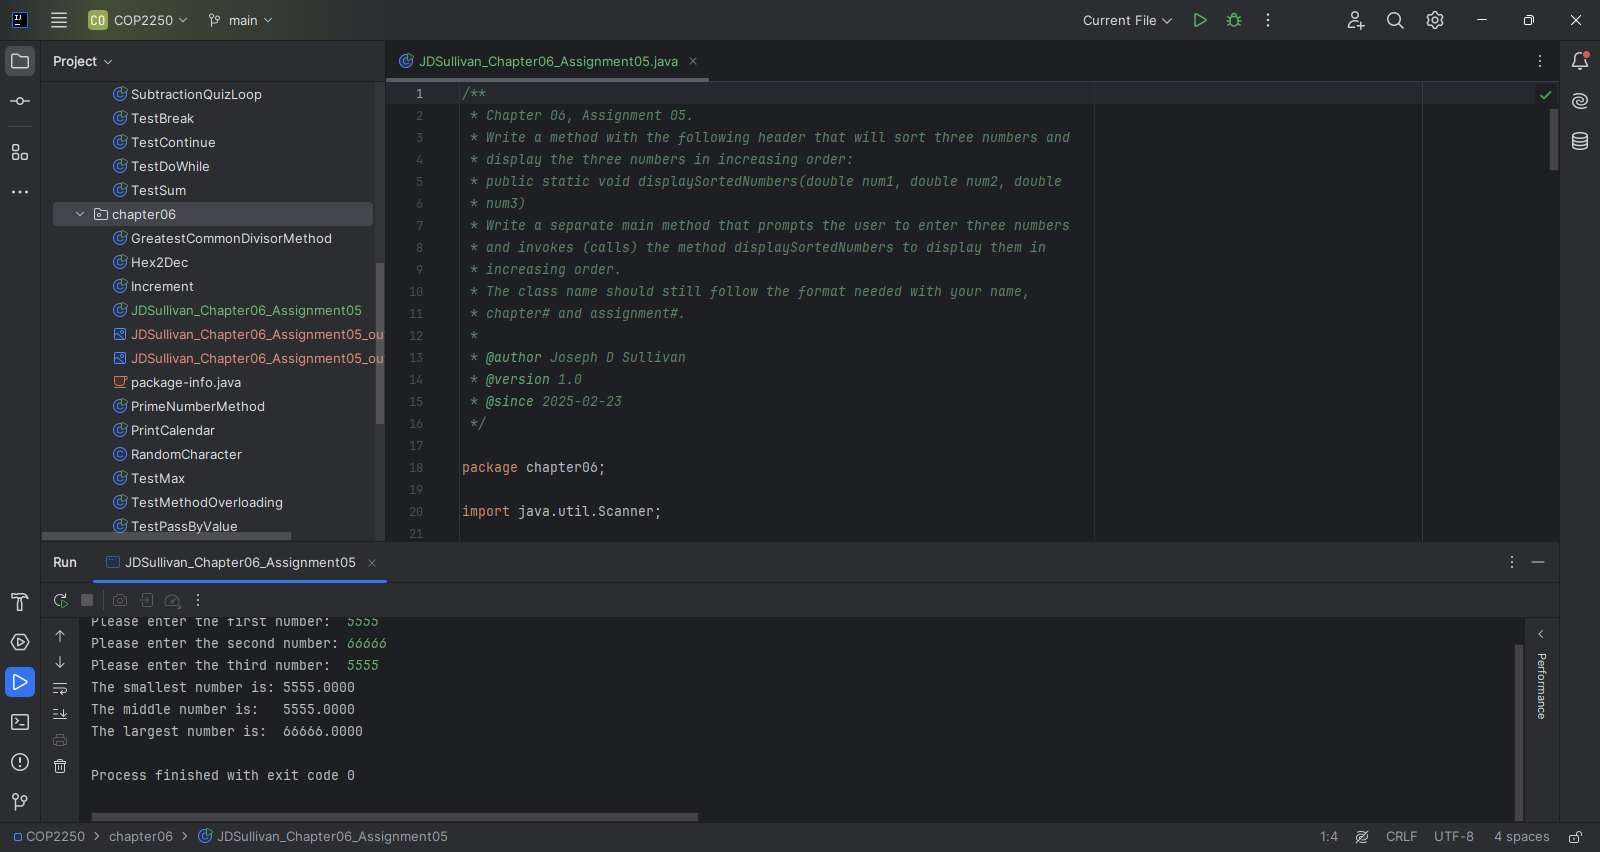 CO COP2250 main Current File
Project
SubtractionQuizLoop
TestBreak
TestContinue
TestDoWhile
TestSum
chapter06
GreatestCommonDivisorMethod
Hex2Dec
Increment
JDSullivan_Chapter06_Assignment05
JDSullivan_Chapter06_Assignment05_ou
JDSullivan_Chapter06_Assignment05_ou
package-info.java
PrimeNumberMethod
PrintCalendar
RandomCharacter
TestMax
TestMethodOverloading
TestPassByValue
JDSullivan_Chapter06_Assignment05.java
1 /**
2 * Chapter 06, Assignment 05.
3 * Write a method with the following header that will sort three numbers and
4 * display the three numbers in increasing order:
5 * public static void displaySortedNumbers(double num1, double num2, double
6 * num3)
7 * Write a separate main method that prompts the user to enter three numbers
8 * and invokes (calls) the method displaySortedNumbers to display them in
9 * increasing order.
10 * The class name should still follow the format needed with your name,
11 * chapter# and assignment#.
12 *
13 * @author Joseph D Sullivan
14 * @version 1.0
15 * @since 2025-02-23
16 */
17
18 package chapter06;
19
20 import java.util.Scanner;
21
Run JDSullivan_Chapter06_Assignment05
Please enter the first number: 5555
Please enter the second number: 66666
Please enter the third number: 5555
The smallest number is: 5555.0000
The middle number is: 5555.0000
The largest number is: 66666.0000
Process finished with exit code 0
Performance
COP2250 chapter06 JDSullivan_Chapter06_Assignment05 1:4 CRLF UTF-8 4 spaces